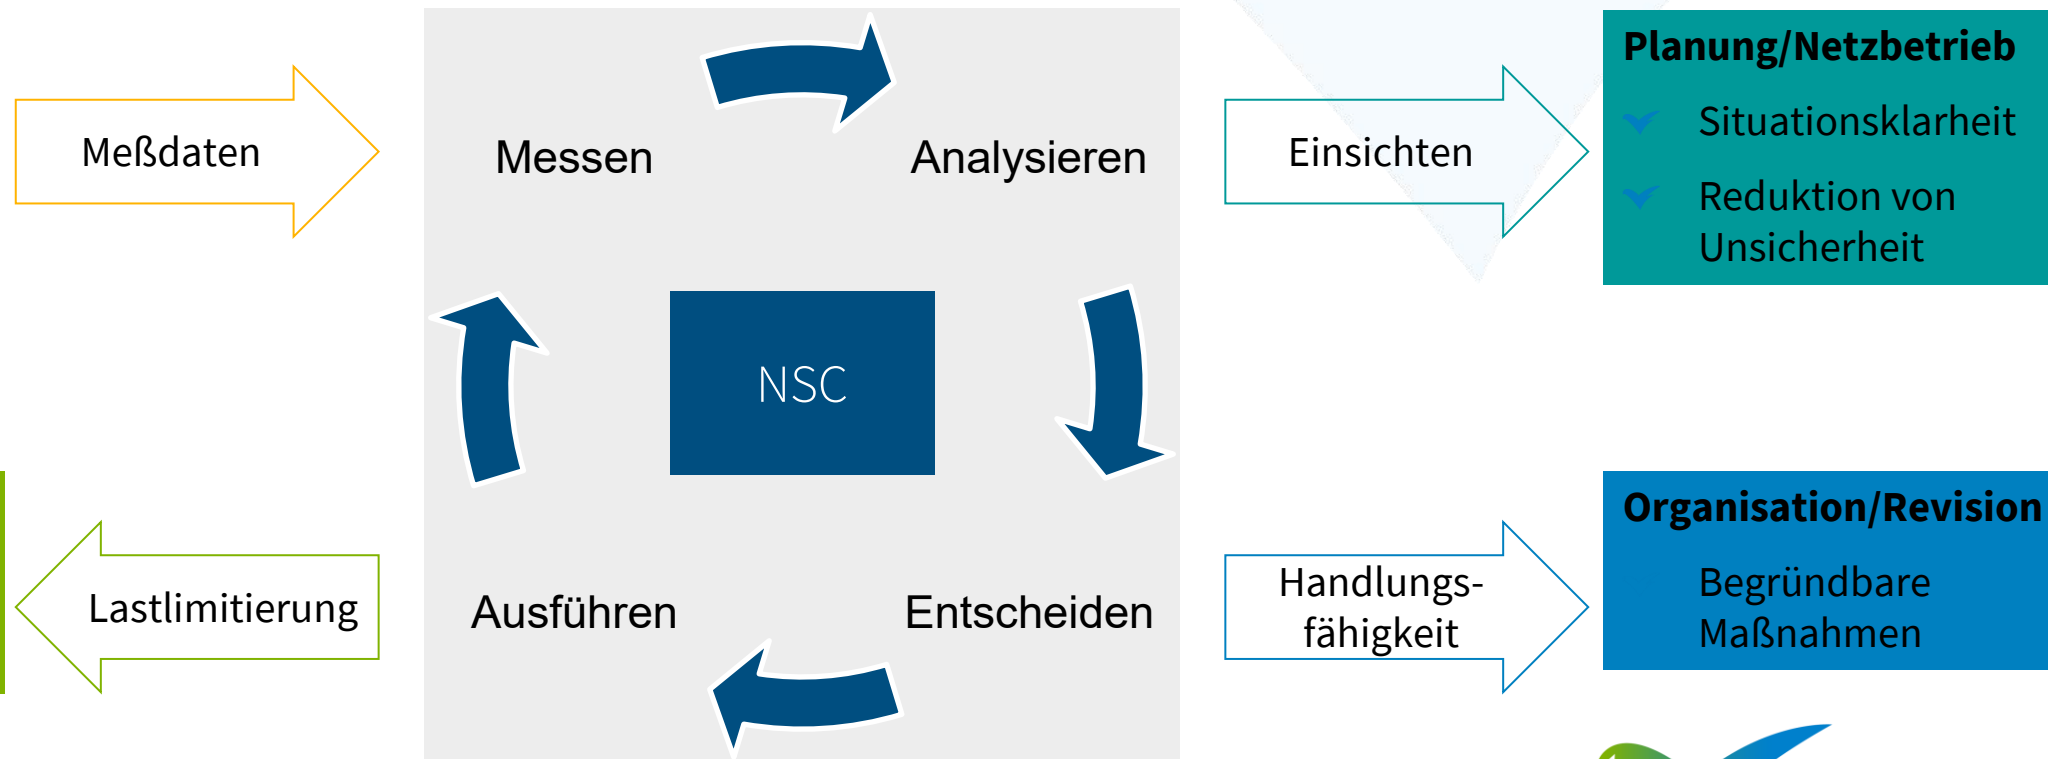 Meßdaten
Messen
Analysieren
NSC
Ausführen
Entscheiden
Lastlimitierung
Einsichten
Planung/Netzbetrieb
Situationsklarheit
Reduktion von
Unsicherheit
Handlungs-
fähigkeit
Organisation/Revision
Begründbare
Maßnahmen